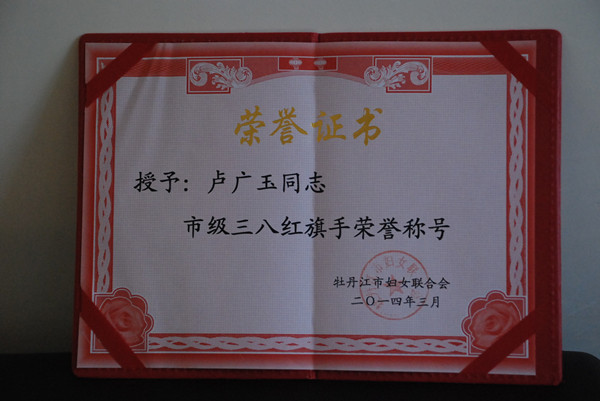 荣誉证书
授予：卢广玉同志
市级三八红旗手荣誉称号
牡丹江市妇女联合会
二〇一四年三月